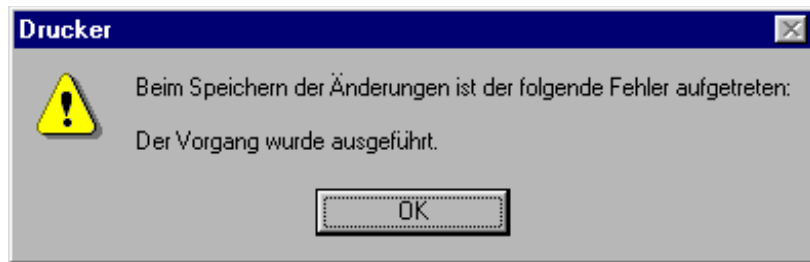 Drucker
Beim Speichern der Änderungen ist der folgende Fehler aufgetreten:
Der Vorgang wurde ausgeführt.
OK